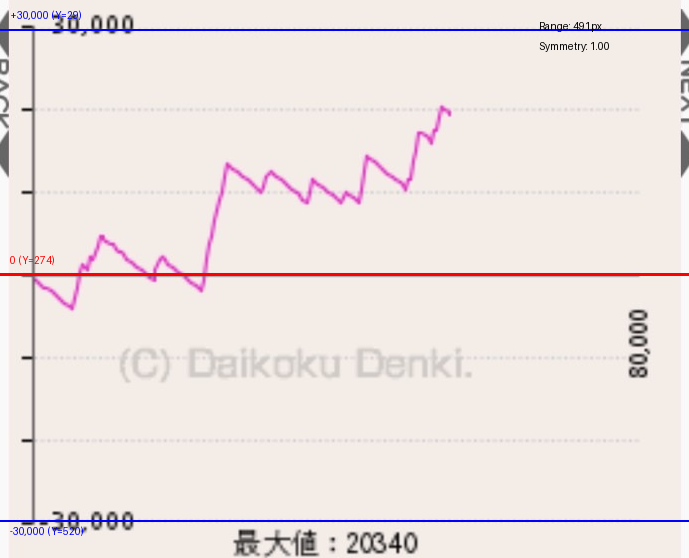 +30,000 (Y=29)
30,000
Range: 491px
Symmetry: 1.00
BACK
NEXT
0 (Y=274)
80,000
(C) Daikoku Denki.
-30,000
-30,000 (Y=520)
最大値：20340